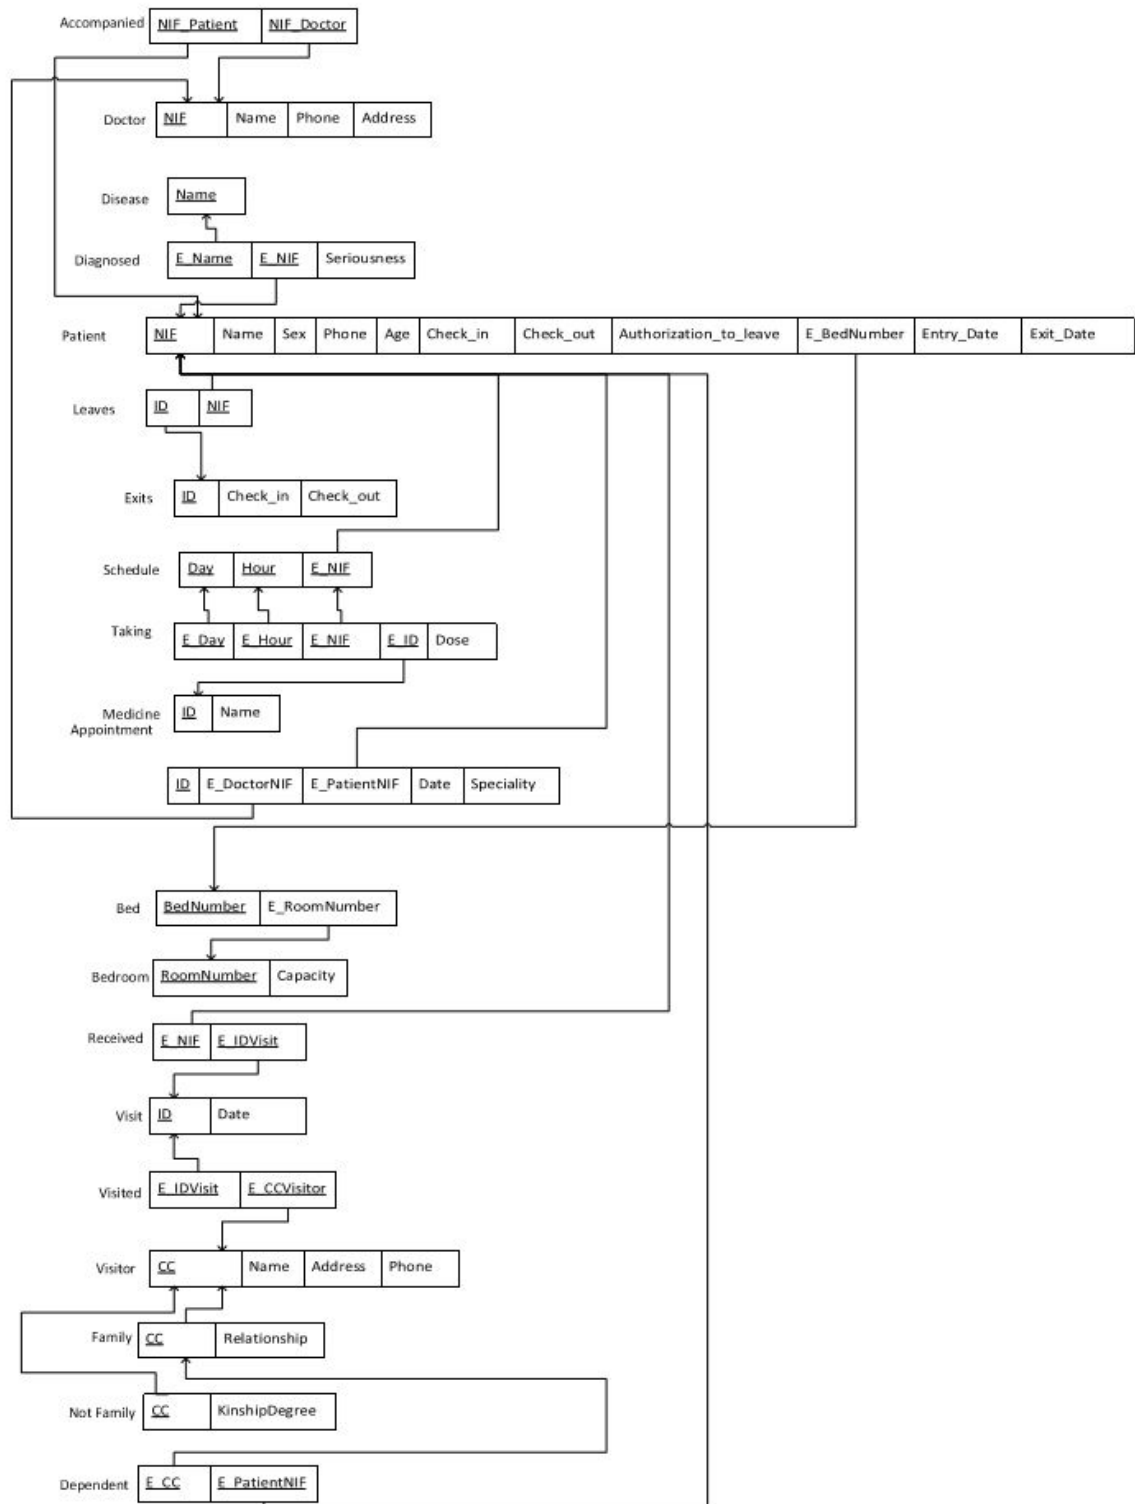 Accompanied NIF_Patient NIF_Doctor
Doctor NIF Name Phone Address
Disease Name
Diagnosed E_Name E_NIF Seriousness
Patient NIF Name Sex Phone Age Check_in Check_out Authorization_to_leave E_BedNumber Entry_Date Exit_Date
Leaves ID NIF
Exits ID Check_in Check_out
Schedule Day Hour E_NIF
Taking E_Day E_Hour E_NIF E_ID Dose
Medicine ID Name
Appointment
ID E_DoctorNIF E_PatientNIF Date Speciality
Bed BedNumber E_RoomNumber
Bedroom RoomNumber Capacity
Received E_NIF E_IDVisit
Visit ID Date
Visited E_IDVisit E_CCVisitor
Visitor CC Name Address Phone
Family CC Relationship
Not Family CC KinshipDegree
Dependent E_CC E_PatientNIF